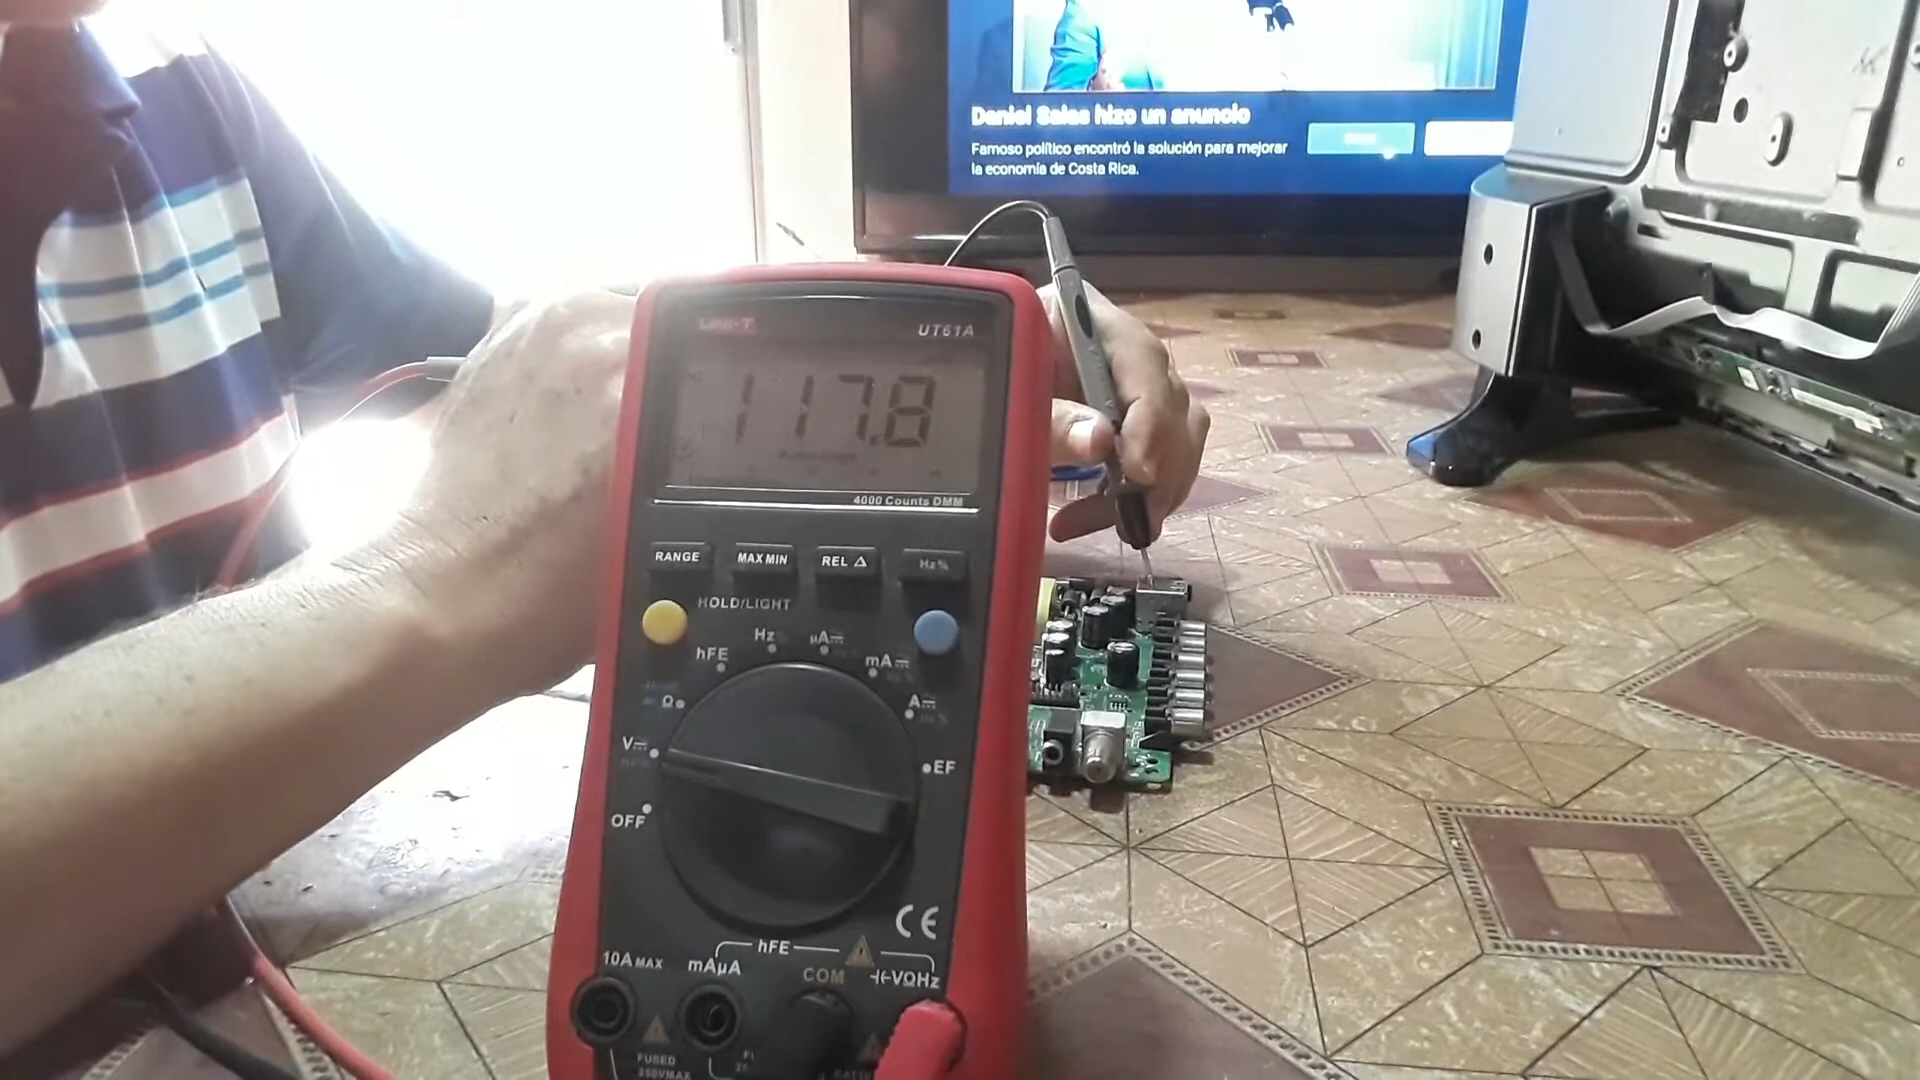 Daniel Salas hizo un anuncio
Famoso político encontró la solución para mejorar
la economía de Costa Rica.
UNI-T
UT61A
117.8
4000 Counts DMM
RANGE
MAX MIN
REL △
Hz%
HOLD/LIGHT
Hz
µA
hFE
mA
Ω
A
V
EF
OFF
CE
hFE
10A MAX
mAµA
COM
VΩHz
FUSED
250VMAX